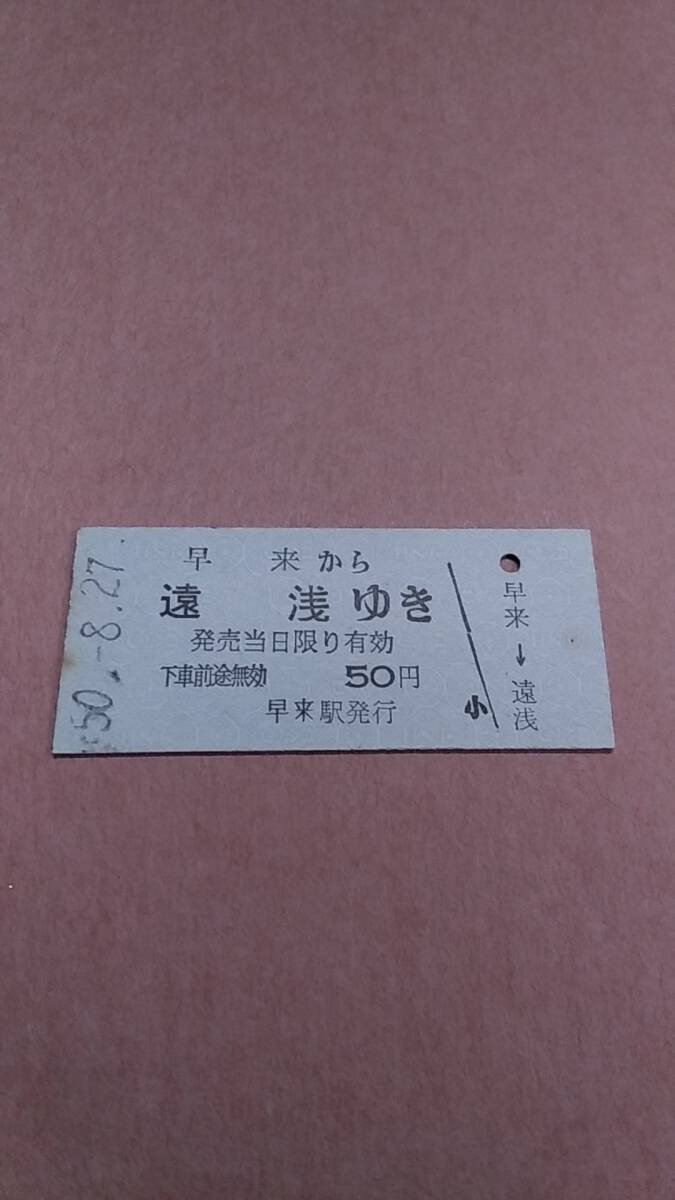 50.-8.27
早来から
遠浅ゆき
発売当日限り有効
下車前途無効 50円
早来駅発行
小
早来→遠浅